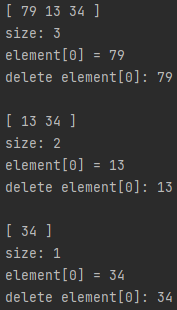 [ 79 13 34 ]
size: 3
element[0] = 79
delete element[0]: 79
[ 13 34 ]
size: 2
element[0] = 13
delete element[0]: 13
[ 34 ]
size: 1
element[0] = 34
delete element[0]: 34